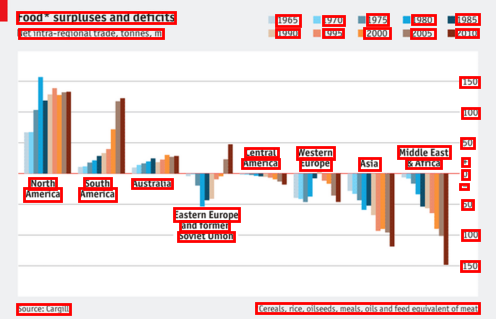 Food* surpluses and deficits
Net intra-regional trade, tonnes, m
1965 1970 1975 1980 1985
1990 1995 2000 2005 2010
150
100
50
+
0
–
50
100
150
North America
South America
Australia
Eastern Europe and former Soviet Union
Central America
Western Europe
Asia
Middle East & Africa
Source: Cargill
*Cereals, rice, oilseeds, meals, oils and feed equivalent of meat